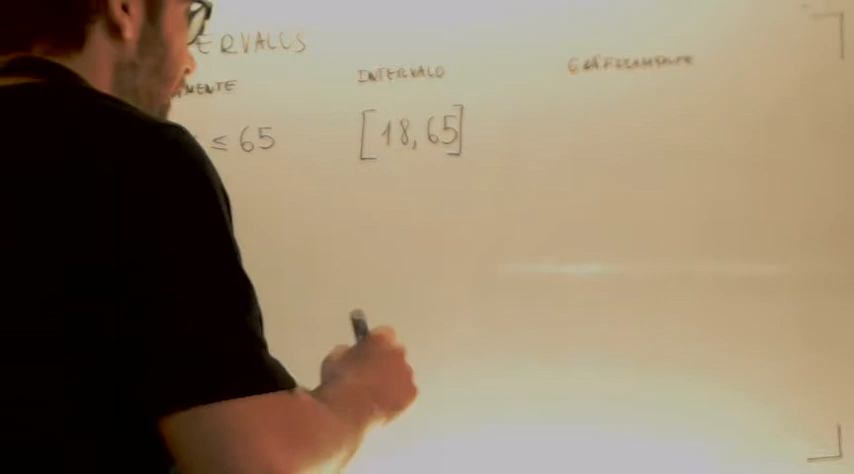 ERVALOS
MENTE INTERVALO GRÁFICAMENTE
≤ 65 [18, 65]